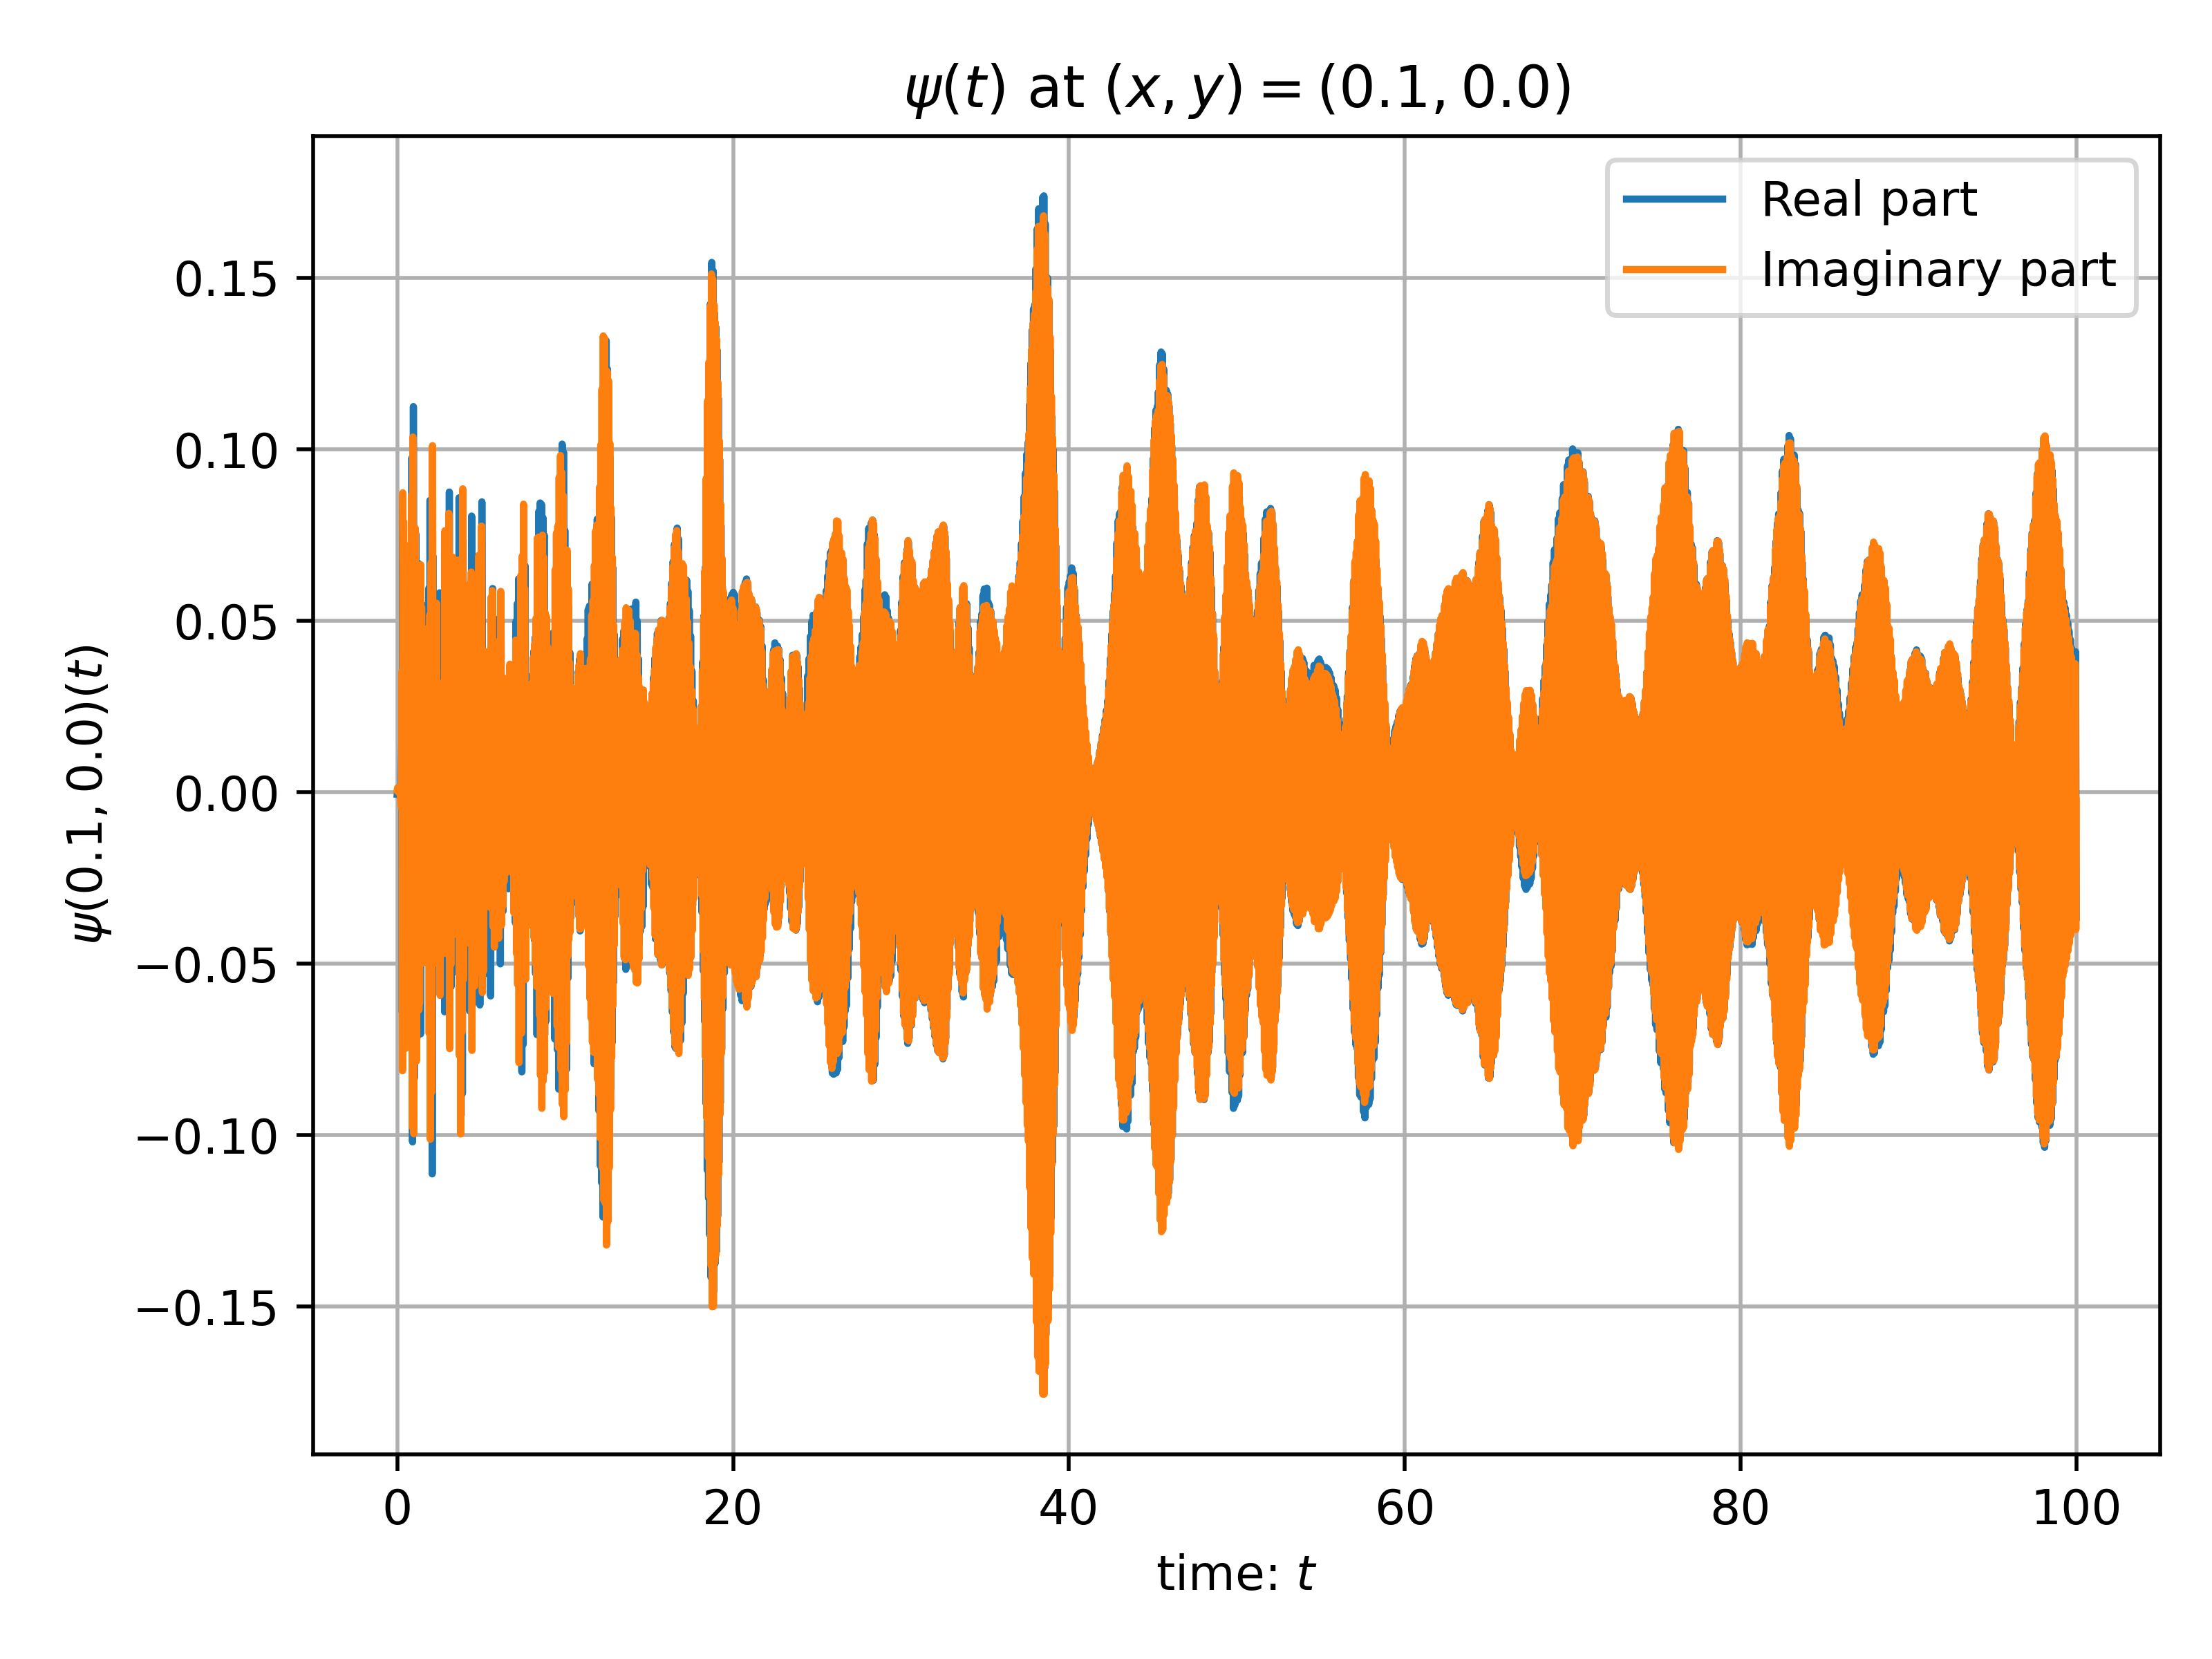 ψ(t) at (x, y) = (0.1, 0.0)
Real part
Imaginary part
0.15
0.10
0.05
0.00
−0.05
−0.10
−0.15
ψ(0.1, 0.0)(t)
0 20 40 60 80 100
time: t